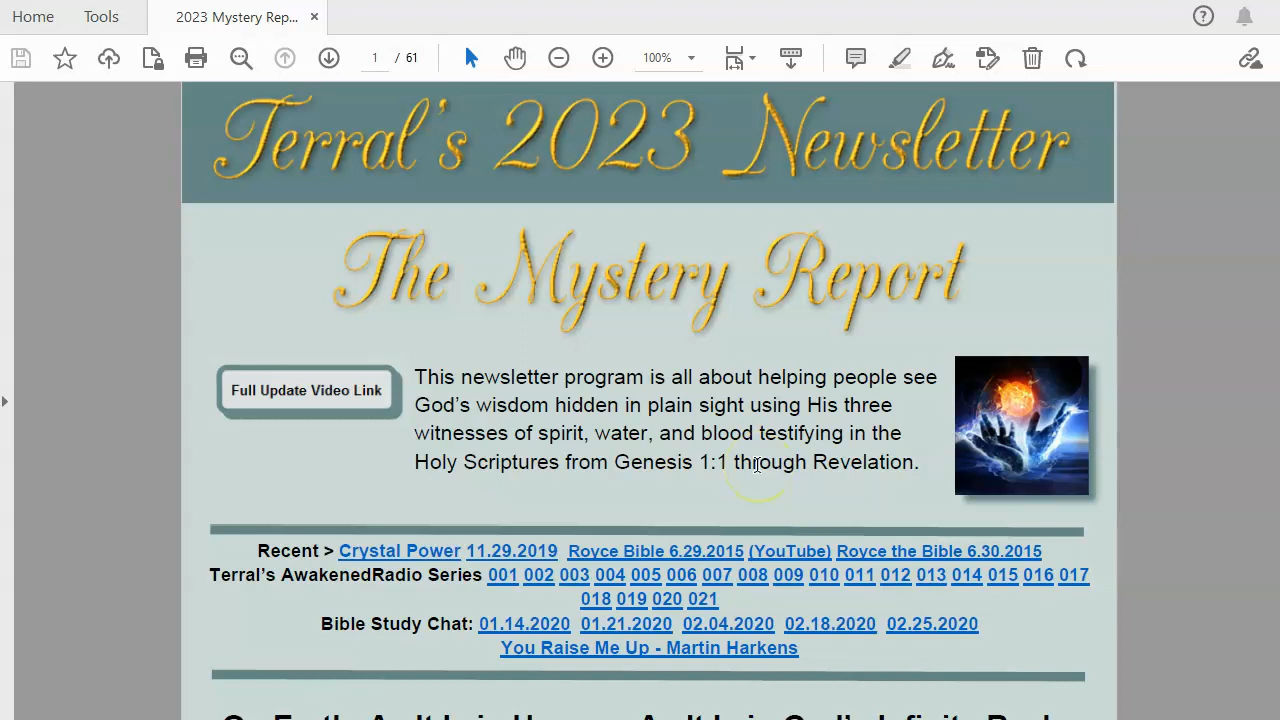 Home Tools 2023 Mystery Rep... ×
1 / 61 100%
Terral's 2023 Newsletter
The Mystery Report
Full Update Video Link
This newsletter program is all about helping people see
God's wisdom hidden in plain sight using His three
witnesses of spirit, water, and blood testifying in the
Holy Scriptures from Genesis 1:1 through Revelation.
Recent > Crystal Power 11.29.2019 Royce Bible 6.29.2015 (YouTube) Royce the Bible 6.30.2015
Terral's AwakenedRadio Series 001 002 003 004 005 006 007 008 009 010 011 012 013 014 015 016 017
018 019 020 021
Bible Study Chat: 01.14.2020 01.21.2020 02.04.2020 02.18.2020 02.25.2020
You Raise Me Up - Martin Harkens